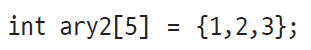 int ary2[5] = {1,2,3};